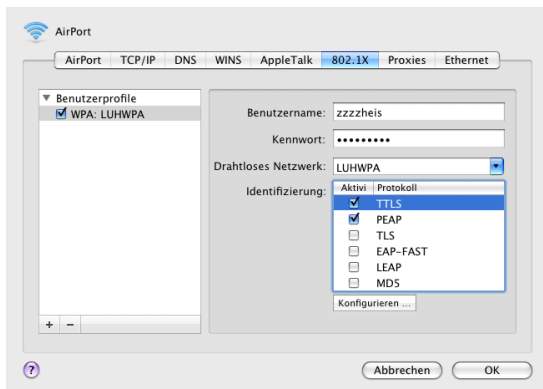 AirPort
AirPort TCP/IP DNS WINS AppleTalk 802.1X Proxies Ethernet
Benutzerprofile
WPA: LUHWPA
Benutzername: zzzzheis
Kennwort: •••••••••
Drahtloses Netzwerk: LUHWPA
Identifizierung:
Aktivi Protokoll
TTLS
PEAP
TLS
EAP-FAST
LEAP
MD5
Konfigurieren ...
+ −
? Abbrechen OK